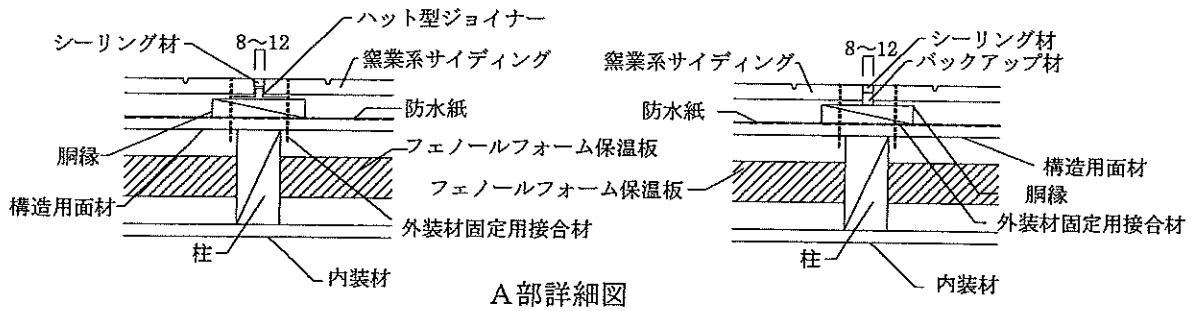 ハット型ジョイナー
シーリング材
8〜12
窯業系サイディング
防水紙
胴縁
フェノールフォーム保温板
構造用面材
外装材固定用接合材
柱
内装材
8〜12
シーリング材
窯業系サイディング
バックアップ材
防水紙
構造用面材
フェノールフォーム保温板
胴縁
外装材固定用接合材
柱
内装材
A部詳細図